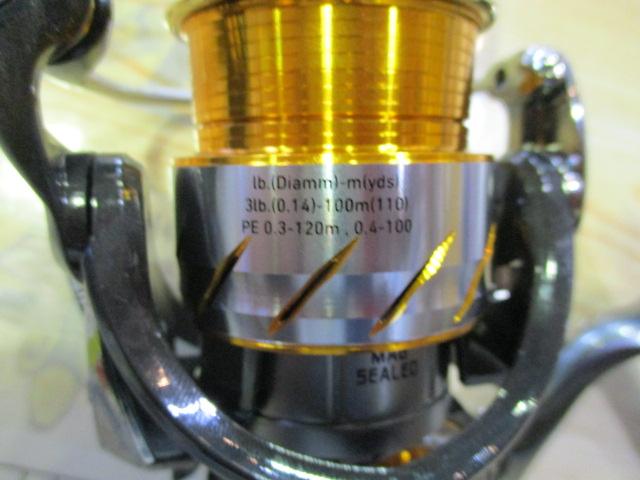 lb.(Diamm)-m(yds)
3lb.(0.14)-100m(110)
PE 0.3-120m , 0.4-100
MAG
SEALED